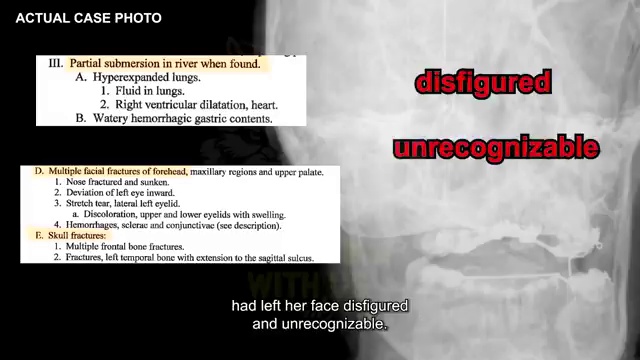 ACTUAL CASE PHOTO
III. Partial submersion in river when found.
A. Hyperexpanded lungs.
1. Fluid in lungs.
2. Right ventricular dilatation, heart.
B. Watery hemorrhagic gastric contents.
disfigured
unrecognizable
D. Multiple facial fractures of forehead, maxillary regions and upper palate.
1. Nose fractured and sunken.
2. Deviation of left eye inward.
3. Stretch tear, lateral left eyelid.
a. Discoloration, upper and lower eyelids with swelling.
4. Hemorrhages, sclerae and conjunctivae (see description).
E. Skull fractures:
1. Multiple frontal bone fractures.
2. Fractures, left temporal bone with extension to the sagittal sulcus.
WITH
had left her face disfigured
and unrecognizable.